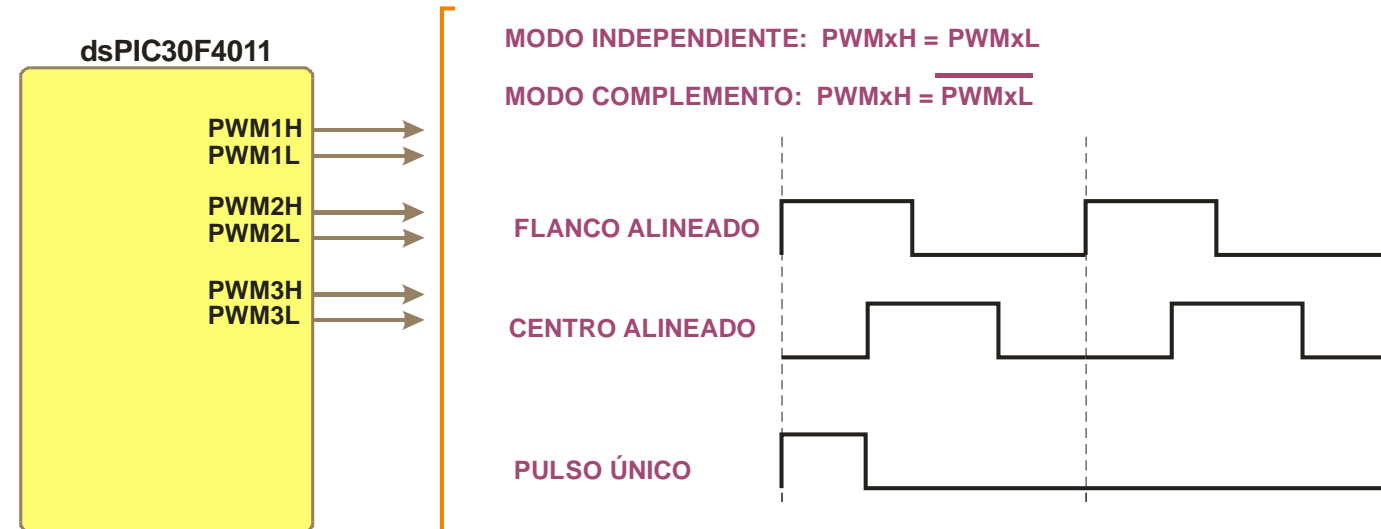 dsPIC30F4011
PWM1H
PWM1L
PWM2H
PWM2L
PWM3H
PWM3L
MODO INDEPENDIENTE: PWMxH = PWMxL
MODO COMPLEMENTO: PWMxH = P̅W̅M̅x̅L̅
FLANCO ALINEADO
CENTRO ALINEADO
PULSO ÚNICO